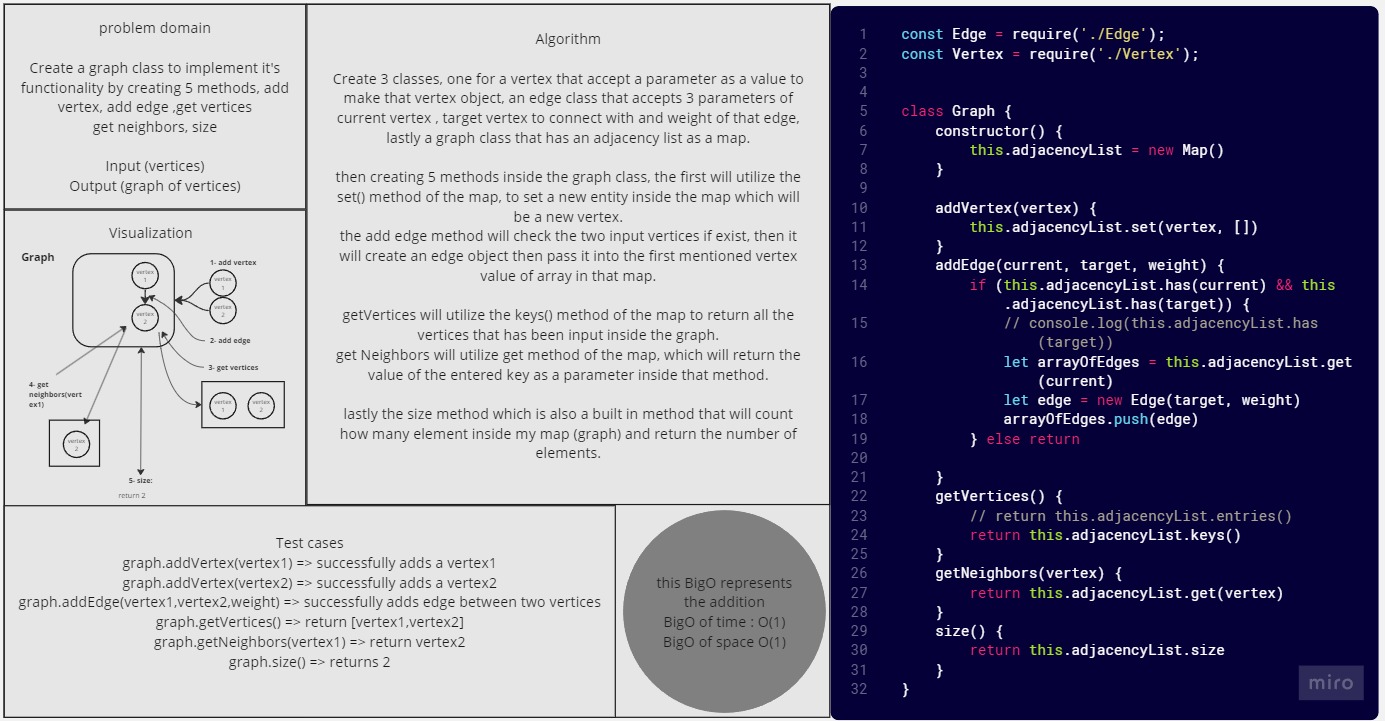 problem domain
Create a graph class to implement it's
functionality by creating 5 methods, add
vertex, add edge ,get vertices
get neighbors, size
Input (vertices)
Output (graph of vertices)
Visualization
Graph
vertex
1
vertex
2
1- add vertex
vertex
1
vertex
2
2- add edge
3- get vertices
vertex
1
vertex
2
4- get
neighbors(vert
ex1)
vertex
2
5- size:
return 2
Algorithm
Create 3 classes, one for a vertex that accept a parameter as a value to
make that vertex object, an edge class that accepts 3 parameters of
current vertex , target vertex to connect with and weight of that edge,
lastly a graph class that has an adjacency list as a map.
then creating 5 methods inside the graph class, the first will utilize the
set() method of the map, to set a new entity inside the map which will
be a new vertex.
the add edge method will check the two input vertices if exist, then it
will create an edge object then pass it into the first mentioned vertex
value of array in that map.
getVertices will utilize the keys() method of the map to return all the
vertices that has been input inside the graph.
get Neighbors will utilize get method of the map, which will return the
value of the entered key as a parameter inside that method.
lastly the size method which is also a built in method that will count
how many element inside my map (graph) and return the number of
elements.
Test cases
graph.addVertex(vertex1) => successfully adds a vertex1
graph.addVertex(vertex2) => successfully adds a vertex2
graph.addEdge(vertex1,vertex2,weight) => successfully adds edge between two vertices
graph.getVertices() => return [vertex1,vertex2]
graph.getNeighbors(vertex1) => return vertex2
graph.size() => returns 2
this BigO represents
the addition
BigO of time : O(1)
BigO of space O(1)
1 const Edge = require('./Edge');
2 const Vertex = require('./Vertex');
3
4
5 class Graph {
6 constructor() {
7 this.adjacencyList = new Map()
8 }
9
10 addVertex(vertex) {
11 this.adjacencyList.set(vertex, [])
12 }
13 addEdge(current, target, weight) {
14 if (this.adjacencyList.has(current) && this
.adjacencyList.has(target)) {
15 // console.log(this.adjacencyList.has
(target))
16 let arrayOfEdges = this.adjacencyList.get
(current)
17 let edge = new Edge(target, weight)
18 arrayOfEdges.push(edge)
19 } else return
20
21 }
22 getVertices() {
23 // return this.adjacencyList.entries()
24 return this.adjacencyList.keys()
25 }
26 getNeighbors(vertex) {
27 return this.adjacencyList.get(vertex)
28 }
29 size() {
30 return this.adjacencyList.size
31 }
32 }
miro